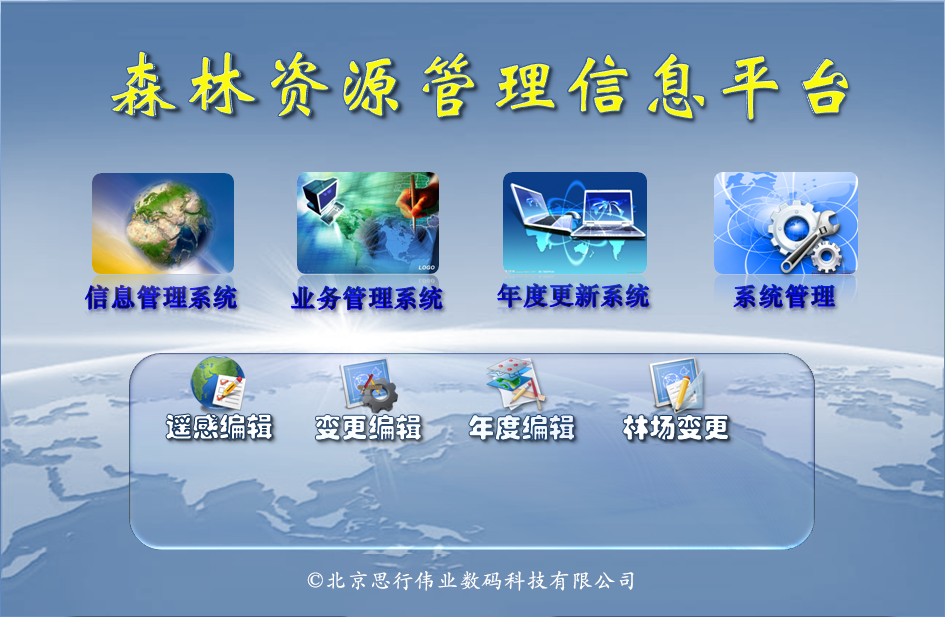 森林资源管理信息平台
LOGO
信息管理系统 业务管理系统 年度更新系统 系统管理
遥感编辑 变更编辑 年度编辑 林场变更
©北京思行伟业数码科技有限公司